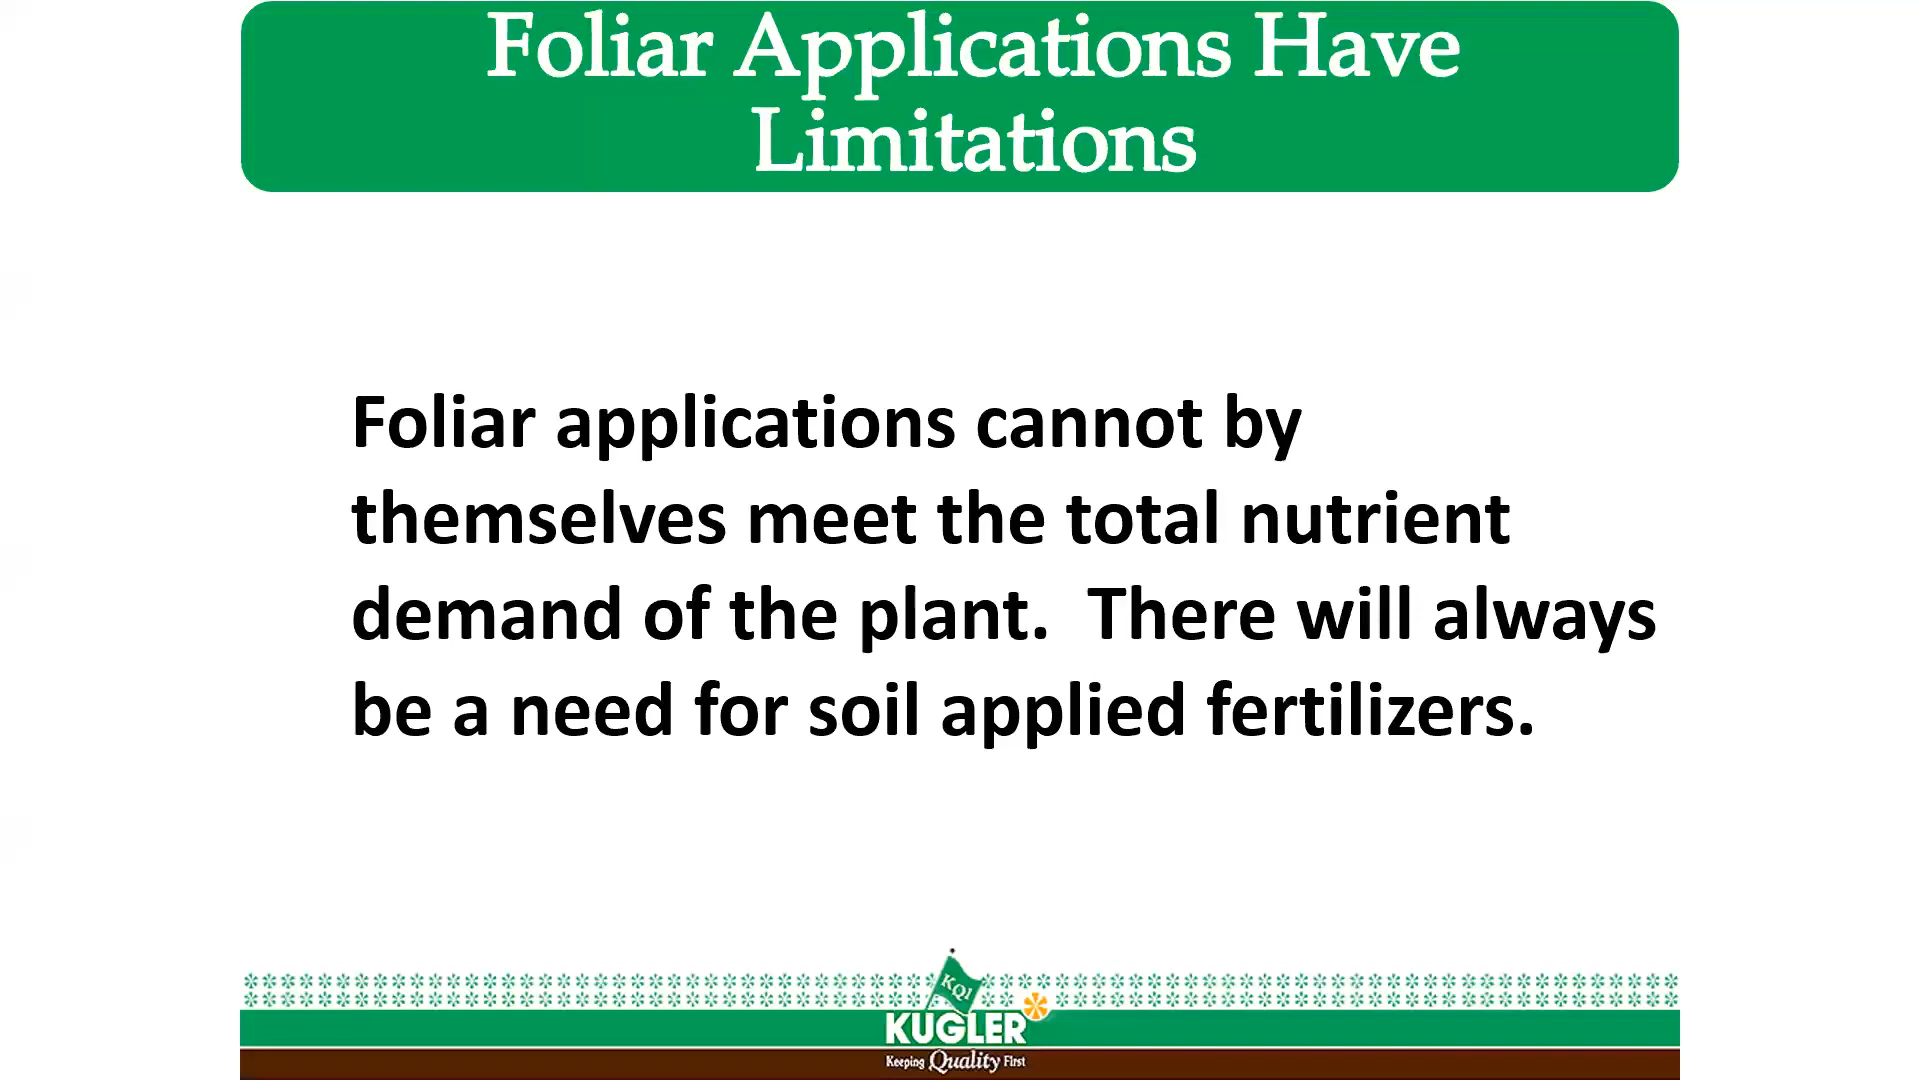 Foliar Applications Have
Limitations
Foliar applications cannot by
themselves meet the total nutrient
demand of the plant.  There will always
be a need for soil applied fertilizers.
KQI
KUGLER
Keeping Quality First